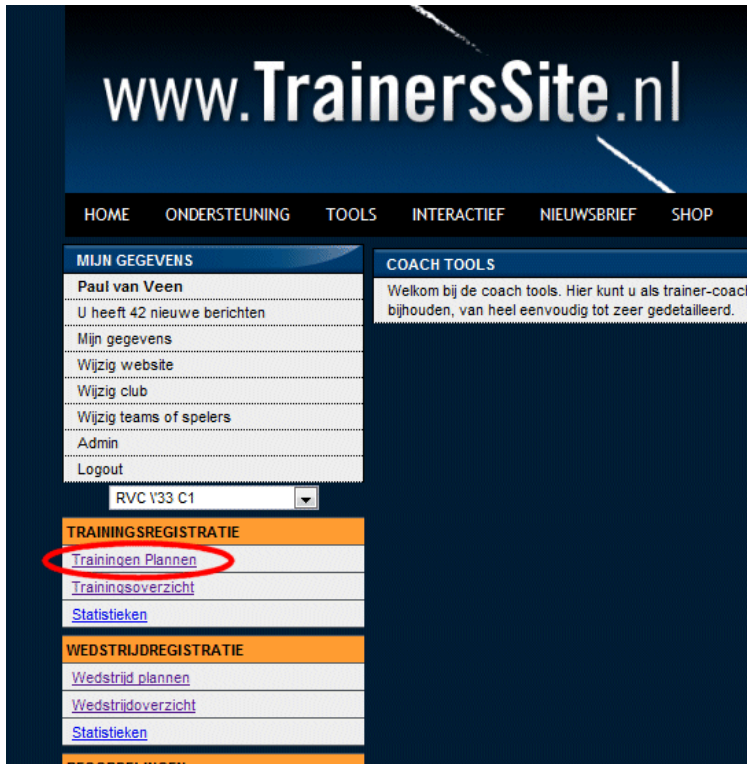 www.TrainersSite.nl
HOME ONDERSTEUNING TOOLS INTERACTIEF NIEUWSBRIEF SHOP
MIJN GEGEVENS
Paul van Veen
U heeft 42 nieuwe berichten
Mijn gegevens
Wijzig website
Wijzig club
Wijzig teams of spelers
Admin
Logout
RVC \'33 C1
TRAININGSREGISTRATIE
Trainingen Plannen
Trainingsoverzicht
Statistieken
WEDSTRIJDREGISTRATIE
Wedstrijd plannen
Wedstrijdoverzicht
Statistieken
COACH TOOLS
Welkom bij de coach tools. Hier kunt u als trainer-coach
bijhouden, van heel eenvoudig tot zeer gedetailleerd.